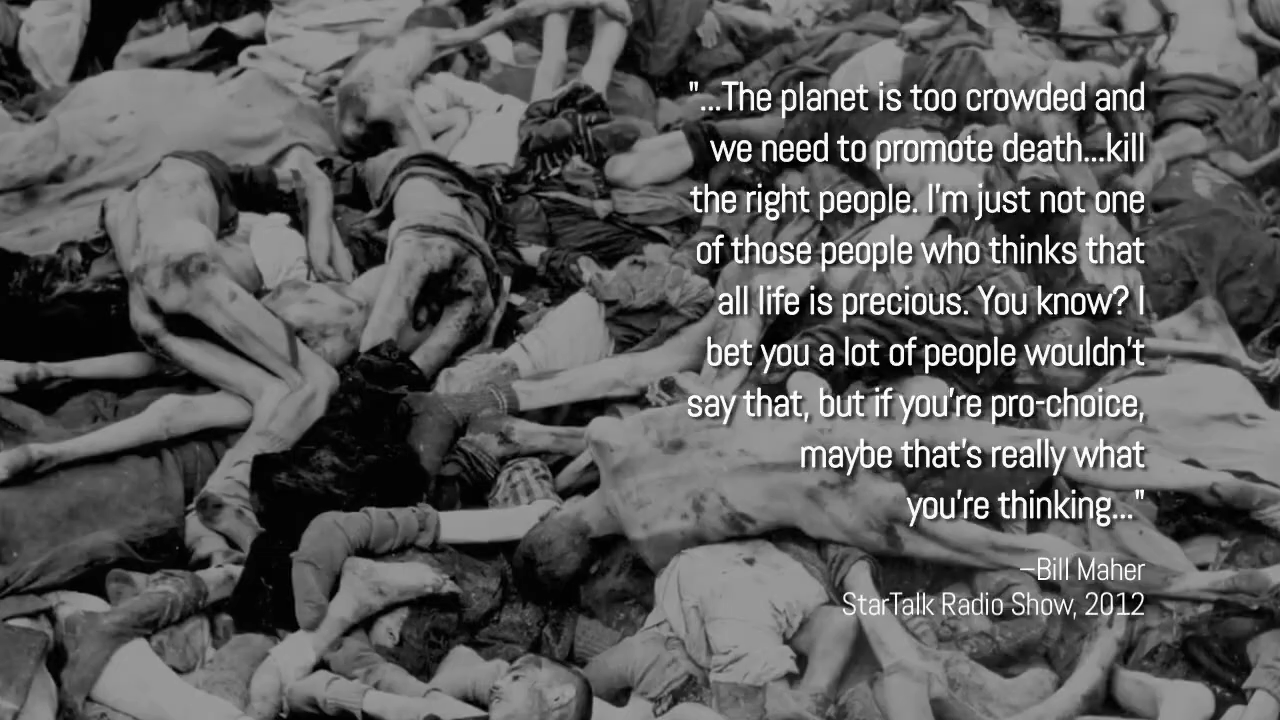 "...The planet is too crowded and
we need to promote death...kill
the right people. I'm just not one
of those people who thinks that
all life is precious. You know? I
bet you a lot of people wouldn't
say that, but if you're pro-choice,
maybe that's really what
you're thinking..."
–Bill Maher
StarTalk Radio Show, 2012